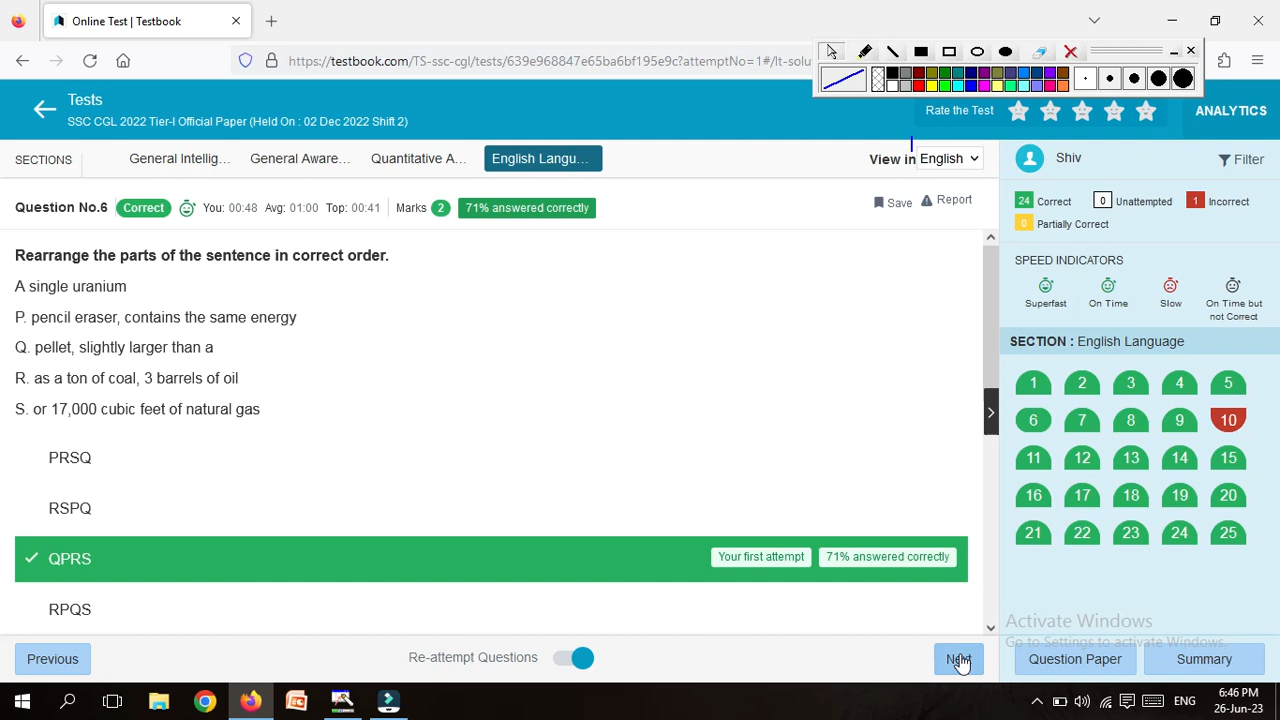 Online Test | Testbook
https://testbook.com/TS-ssc-cgl/tests/639e968847e65ba6bf195e9c?attemptNo=1#/lt-solu
Tests
SSC CGL 2022 Tier-I Official Paper (Held On : 02 Dec 2022 Shift 2)
Rate the Test
ANALYTICS
SECTIONS
General Intellig...
General Aware...
Quantitative A...
English Langu...
View in English
Shiv
Filter
Question No.6 Correct You: 00:48 Avg: 01:00 Top: 00:41 Marks 2 71% answered correctly
Save Report
24 Correct 0 Unattempted 1 Incorrect
0 Partially Correct
Rearrange the parts of the sentence in correct order.
A single uranium
P. pencil eraser, contains the same energy
Q. pellet, slightly larger than a
R. as a ton of coal, 3 barrels of oil
S. or 17,000 cubic feet of natural gas
PRSQ
RSPQ
QPRS Your first attempt 71% answered correctly
RPQS
SPEED INDICATORS
Superfast On Time Slow On Time but
not Correct
SECTION : English Language
1 2 3 4 5
6 7 8 9 10
11 12 13 14 15
16 17 18 19 20
21 22 23 24 25
Activate Windows
Go to Settings to activate Windows.
Previous
Re-attempt Questions
Next
Question Paper
Summary
ENG
6:46 PM
26-Jun-23